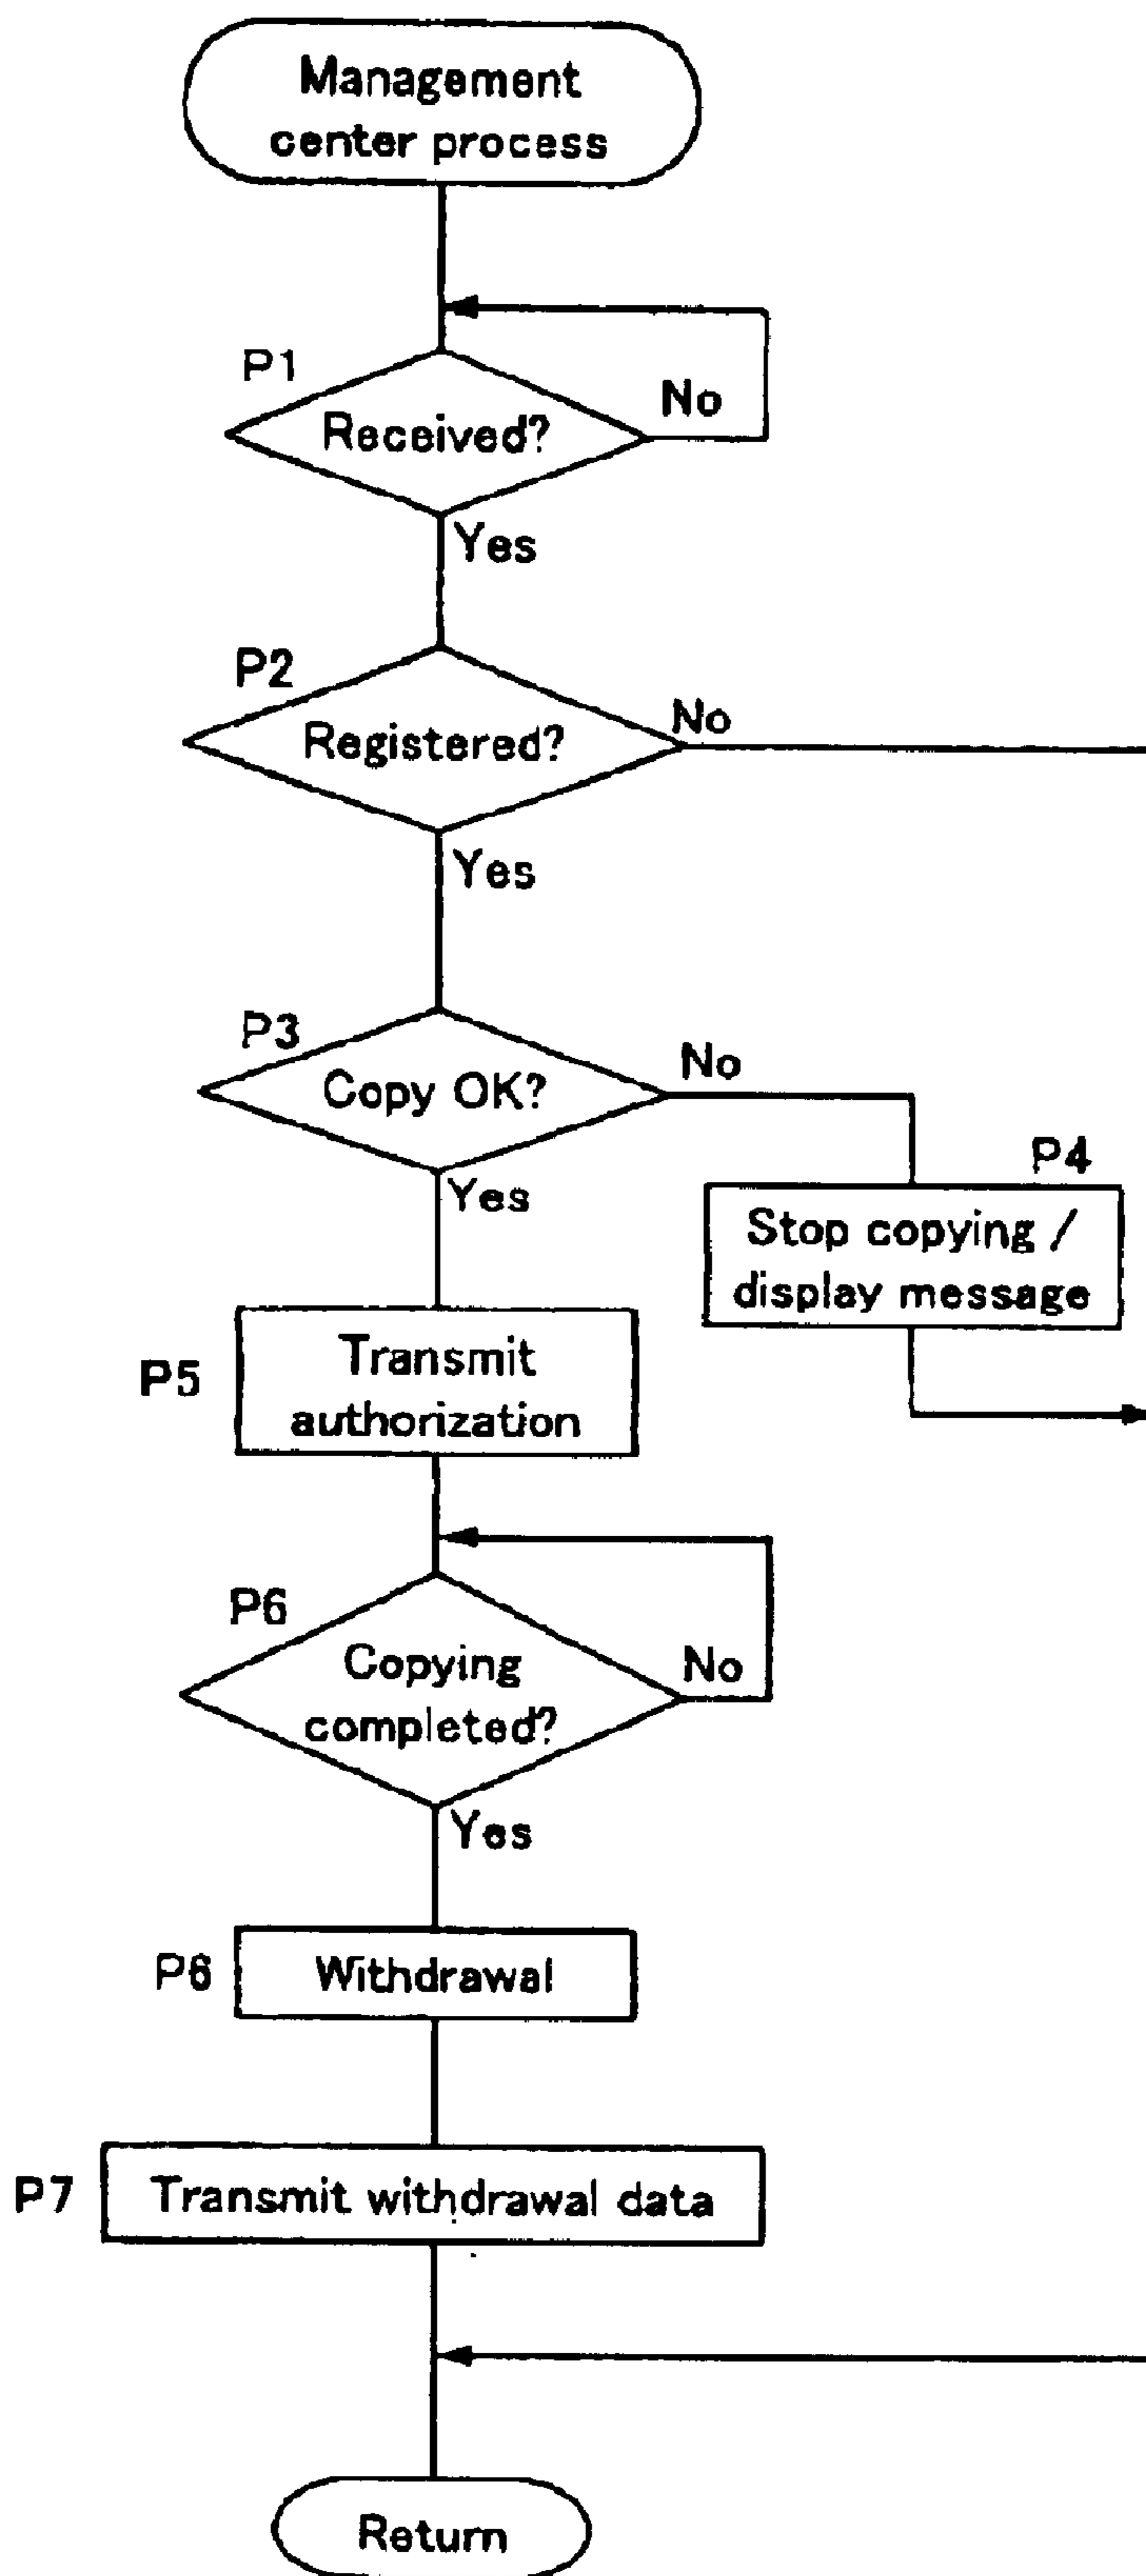 Management
center process
P1
No
Received?
Yes
P2
No
Registered?
Yes
P3
No
Copy OK?
P4
Yes
Stop copying /
display message
Transmit
P5
authorization
P6
Copying
No
completed?
Yes
P6
Withdrawal
P7
Transmit withdrawal data
Return